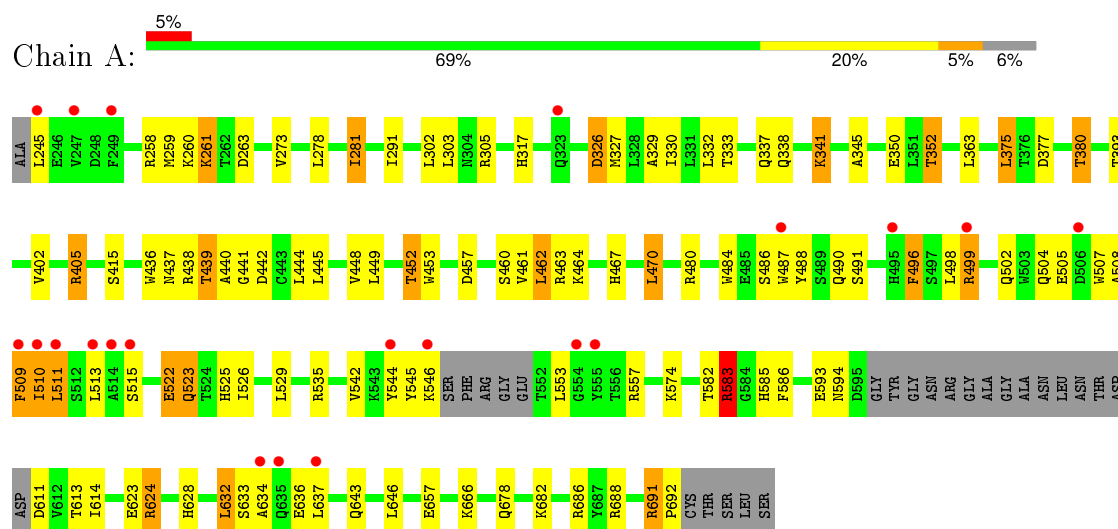 5%
Chain A:
69% 20% 5% 6%
ALA L245 E246 V247 D248 F249 R258 M259 K260 K261 T262 D263 V273 L278 I281 I291 L302 L303 N304 R305 H317 Q323 D326 M327 L328 A329 I330 L331 L332 T333 Q337 Q338 K341 A345 E350 L351 T352 L363 L375 T376 D377 T380 T393
V402 R405 S415 W436 N437 R438 T439 A440 G441 D442 C443 L444 L445 V448 L449 T452 W453 D457 S460 V461 L462 R463 K464 H467 L470 R480 W484 E485 S486 W487 Y488 S489 Q490 S491 H495 F496 S497 L498 R499 Q502 W503 Q504 E505 D506 W507 A508
F509 I510 L511 S512 L513 A514 S515 E522 Q523 T524 H525 I526 L529 R535 V542 K543 Y544 Y545 K546 SER PHE ARG GLY GLU T552 L553 G554 Y555 T556 R557 K574 T582 R583 G584 H585 F586 E593 N594 D595 GLY TYR GLY ASN ARG GLY ALA GLY ALA ASN LEU ASN THR ASP
ASP D611 V612 T613 I614 E623 R624 H628 L632 S633 A634 Q635 E636 L637 Q643 L646 E657 K666 Q678 K682 R686 Y687 R688 R691 P692 CYS THR SER LEU SER